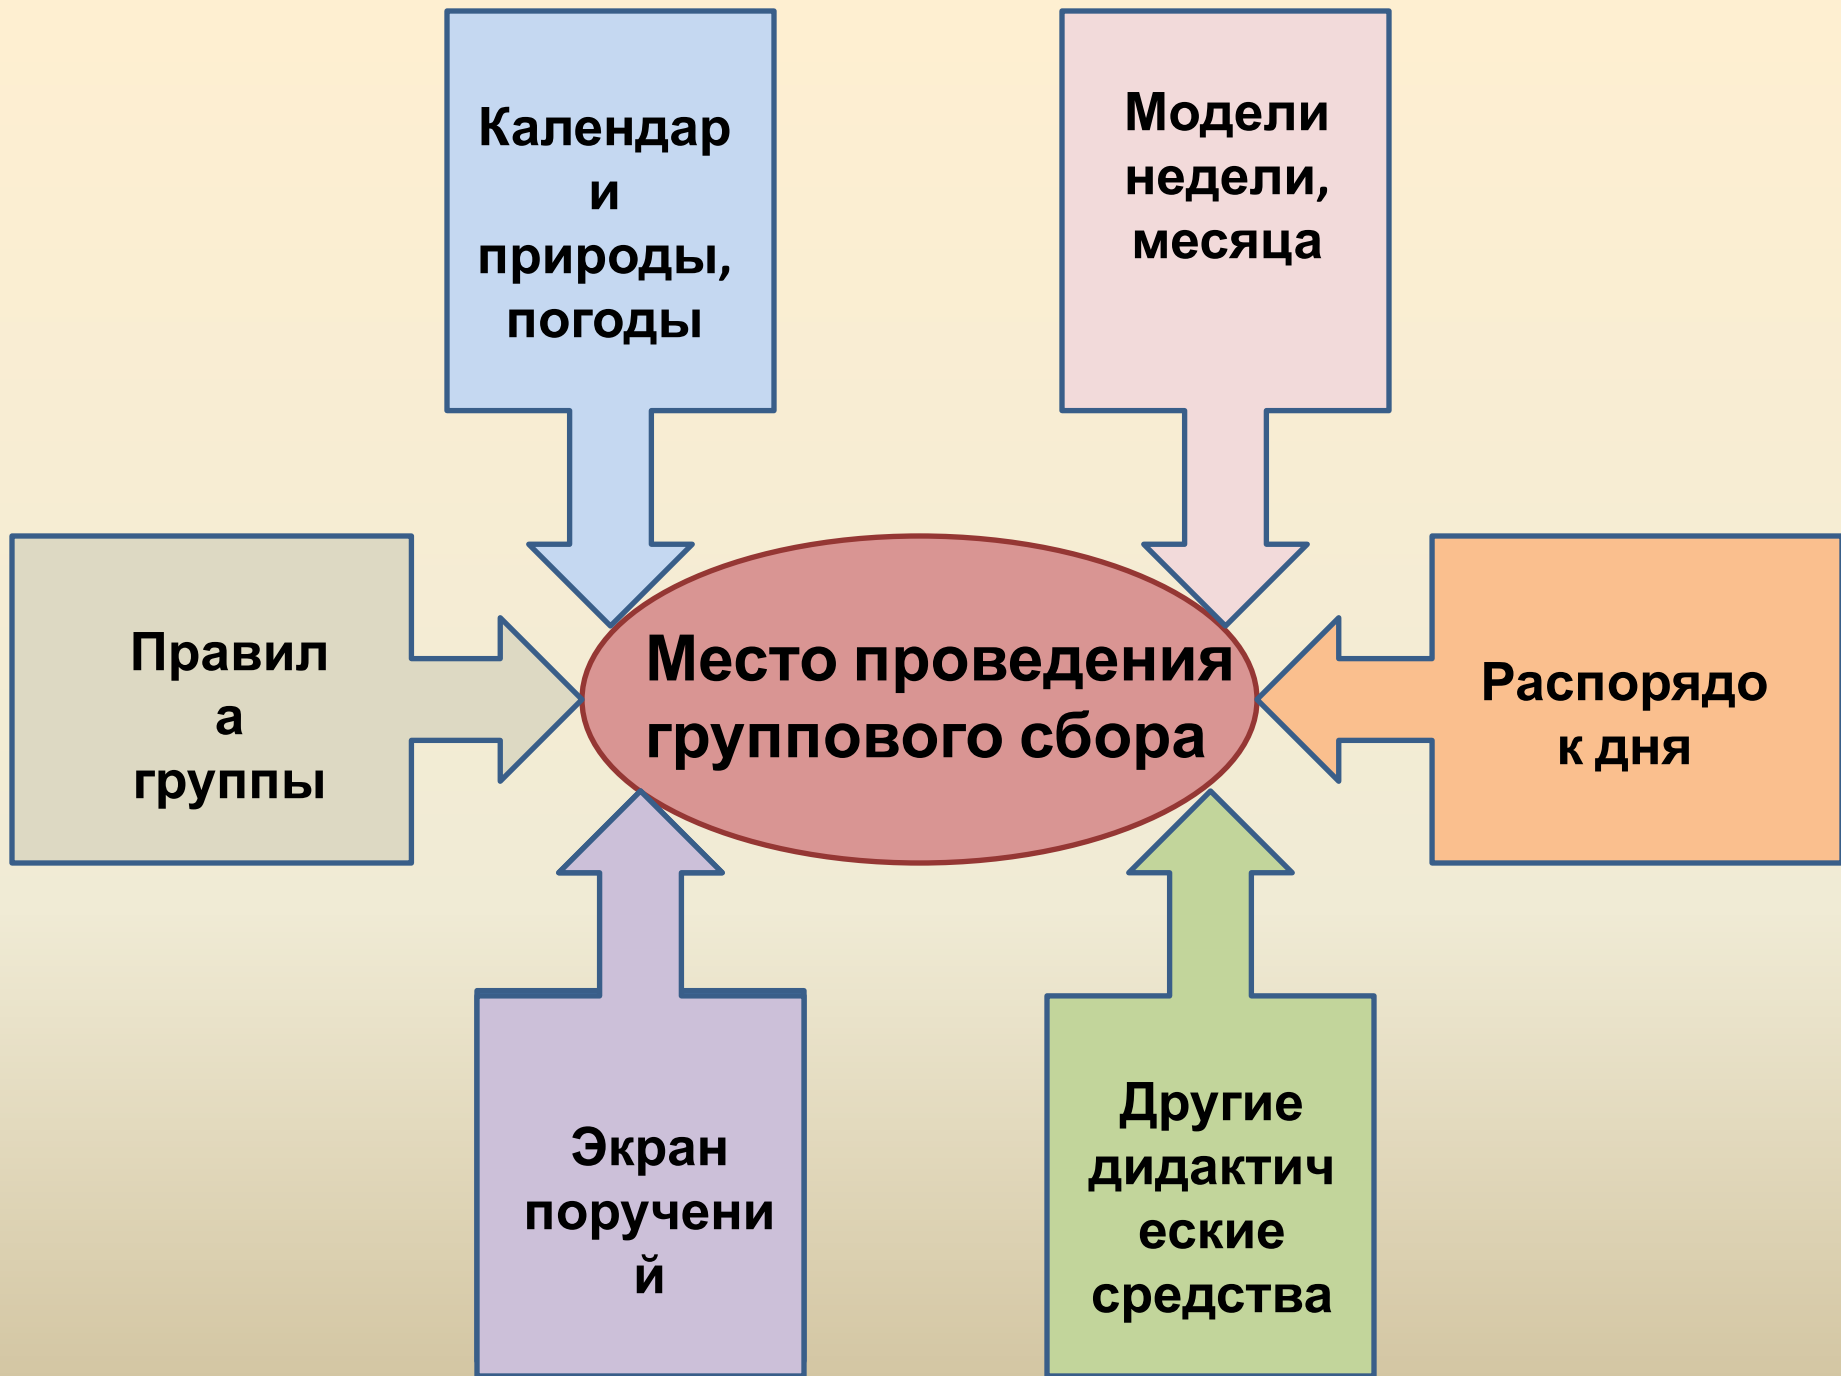 Календар
и
природы,
погоды
Модели
недели,
месяца
Правил
а
группы
Место проведения
группового сбора
Распорядо
к дня
Экран
поручени
й
Другие
дидактич
еские
средства